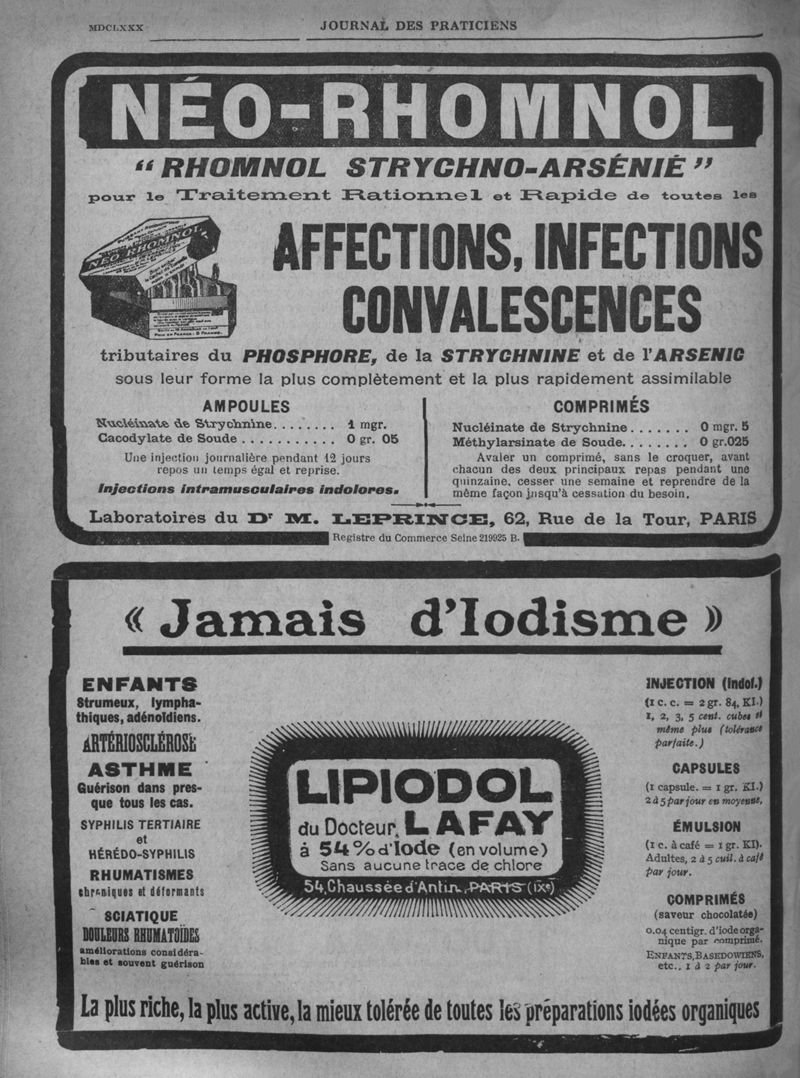 MDCLXXX
JOURNAL DES PRATICIENS
NÉO-RHOMNOL
“RHOMNOL STRYCHNO-ARSÉNIÉ”
pour le Traitement Rationnel et Rapide de toutes les
AFFECTIONS, INFECTIONS
CONVALESCENCES
NEO-RHOMNOL
tributaires du PHOSPHORE, de la STRYCHNINE et de l'ARSENIC
sous leur forme la plus complètement et la plus rapidement assimilable
AMPOULES
Nucléinate de Strychnine........ 1 mgr.
Cacodylate de Soude........... 0 gr. 05
Une injection journalière pendant 12 jours
repos un temps égal et reprise.
Injections intramusculaires indolores.
COMPRIMÉS
Nucléinate de Strychnine....... 0 mgr. 5
Méthylarsinate de Soude........ 0 gr.025
Avaler un comprimé, sans le croquer, avant
chacun des deux principaux repas pendant une
quinzaine, cesser une semaine et reprendre de la
même façon jusqu'à cessation du besoin.
Laboratoires du Dr M. LEPRINCE, 62, Rue de la Tour, PARIS
Registre du Commerce Seine 219925 B.
« Jamais d'Iodisme »
ENFANTS
Strumeux, lympha-
thiques, adénoïdiens.
ARTÉRIOSCLÉROSE
ASTHME
Guérison dans pres-
que tous les cas.
SYPHILIS TERTIAIRE
et
HÉRÉDO-SYPHILIS
RHUMATISMES
chroniques et déformants
SCIATIQUE
DOULEURS RHUMATOÏDES
améliorations considéra-
bles et souvent guérison
LIPIODOL
du Docteur LAFAY
à 54% d'Iode (en volume)
Sans aucune trace de chlore
54, Chaussée d'Antin, PARIS (IXe)
INJECTION (Indol.)
(1 c. c. = 2 gr. 84, KI.)
1, 2, 3, 5 cent. cubes et
même plus (tolérance
parfaite.)
CAPSULES
(1 capsule. = 1 gr. KI.)
2 à 5 par jour en moyenne.
ÉMULSION
(1 c. à café = 1 gr. KI).
Adultes, 2 à 5 cuil. à café
par jour.
COMPRIMÉS
(saveur chocolatée)
0.04 centigr. d'iode orga-
nique par comprimé.
ENFANTS, BASEDOWIENS,
etc., 1 à 2 par jour.
La plus riche, la plus active, la mieux tolérée de toutes les préparations iodées organiques